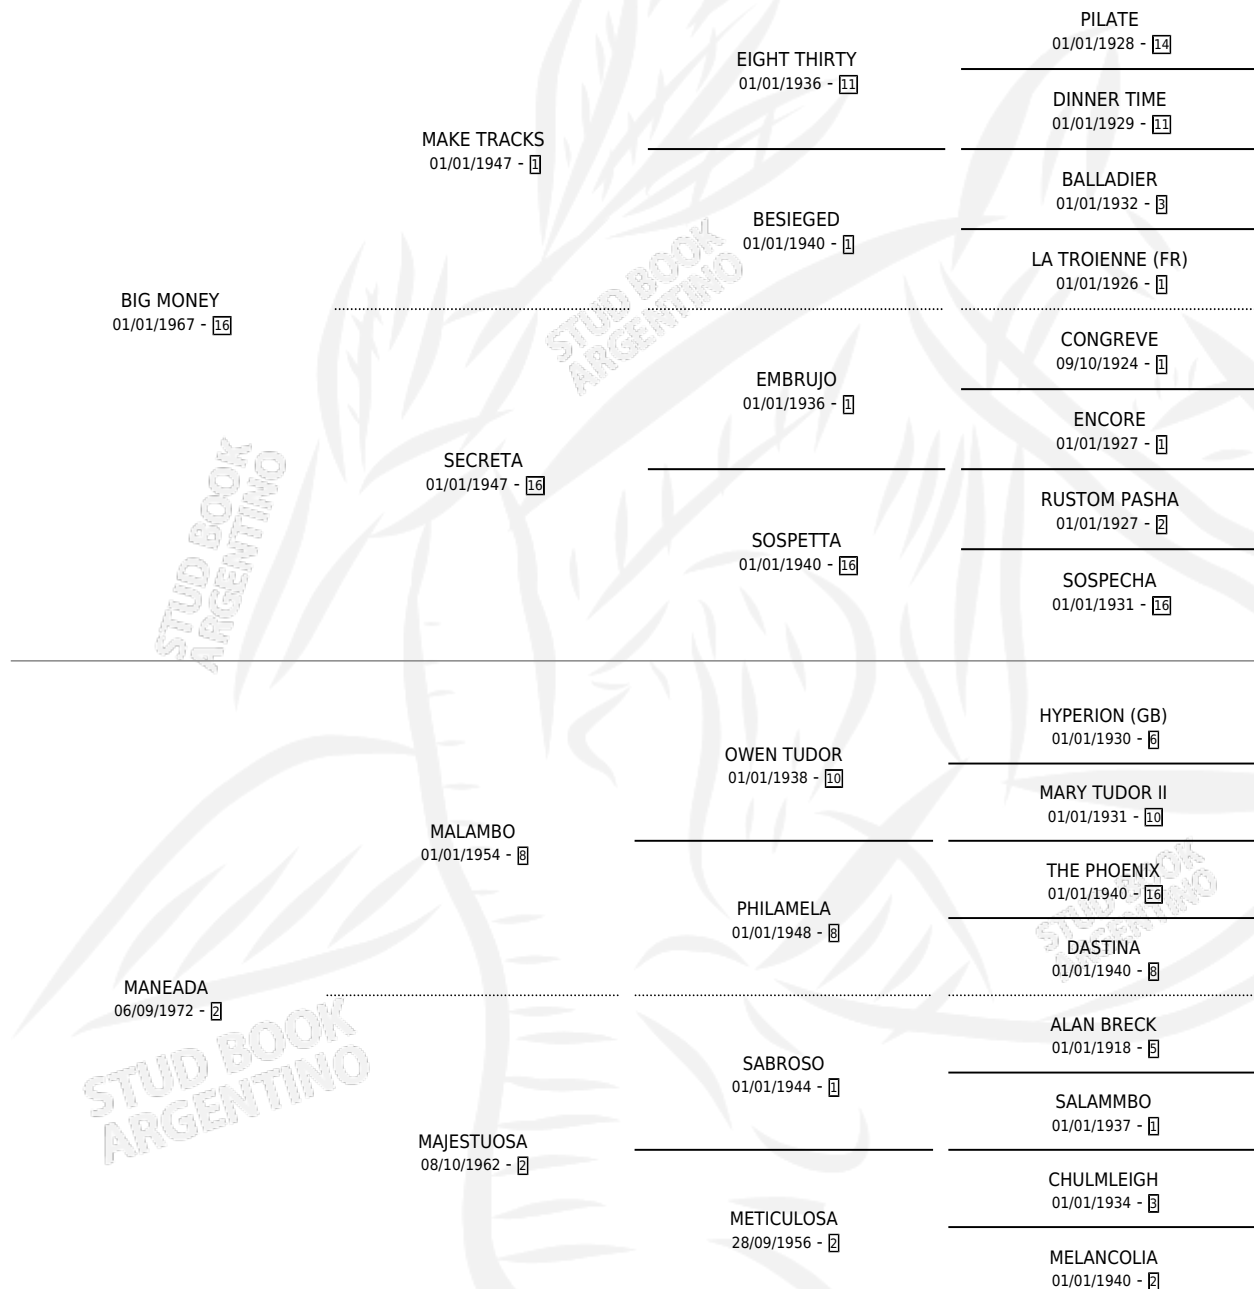 PILATE
01/01/1928 - 14
EIGHT THIRTY
01/01/1936 - 11
DINNER TIME
01/01/1929 - 11
MAKE TRACKS
01/01/1947 - 1
BALLADIER
01/01/1932 - 3
BESIEGED
01/01/1940 - 1
LA TROIENNE (FR)
01/01/1926 - 1
BIG MONEY
01/01/1967 - 16
CONGREVE
09/10/1924 - 1
EMBRUJO
01/01/1936 - 1
ENCORE
01/01/1927 - 1
SECRETA
01/01/1947 - 16
RUSTOM PASHA
01/01/1927 - 2
SOSPETTA
01/01/1940 - 16
SOSPECHA
01/01/1931 - 16
HYPERION (GB)
01/01/1930 - 6
OWEN TUDOR
01/01/1938 - 10
MARY TUDOR II
01/01/1931 - 10
MALAMBO
01/01/1954 - 8
THE PHOENIX
01/01/1940 - 16
PHILAMELA
01/01/1948 - 8
DASTINA
01/01/1940 - 8
MANEADA
06/09/1972 - 2
ALAN BRECK
01/01/1918 - 5
SABROSO
01/01/1944 - 1
SALAMMBO
01/01/1937 - 1
MAJESTUOSA
08/10/1962 - 2
CHULMLEIGH
01/01/1934 - 3
METICULOSA
28/09/1956 - 2
MELANCOLIA
01/01/1940 - 2
STUD BOOK
ARGENTINO
STUD BOOK
ARGENTINO
STUD BOOK
ARGENTINO
STUD BOOK
ARGENTINO